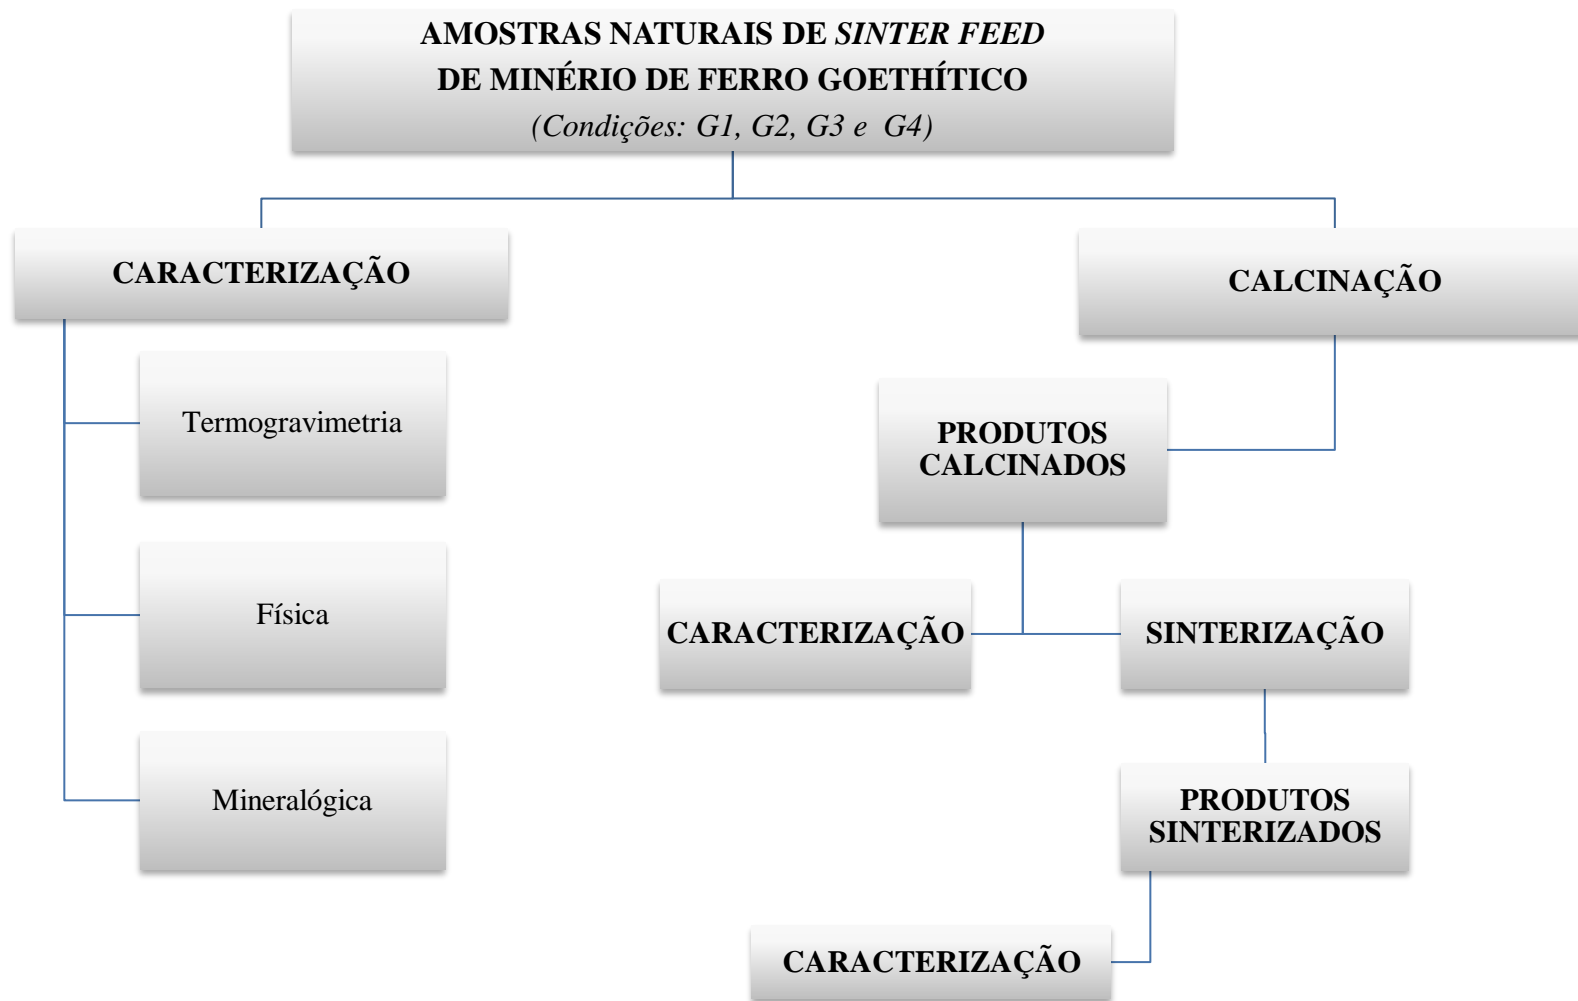 AMOSTRAS NATURAIS DE SINTER FEED
DE MINÉRIO DE FERRO GOETHÍTICO
(Condições: G1, G2, G3 e G4)
CARACTERIZAÇÃO
CALCINAÇÃO
Termogravimetria
PRODUTOS
CALCINADOS
Física
CARACTERIZAÇÃO
SINTERIZAÇÃO
Mineralógica
PRODUTOS
SINTERIZADOS
CARACTERIZAÇÃO